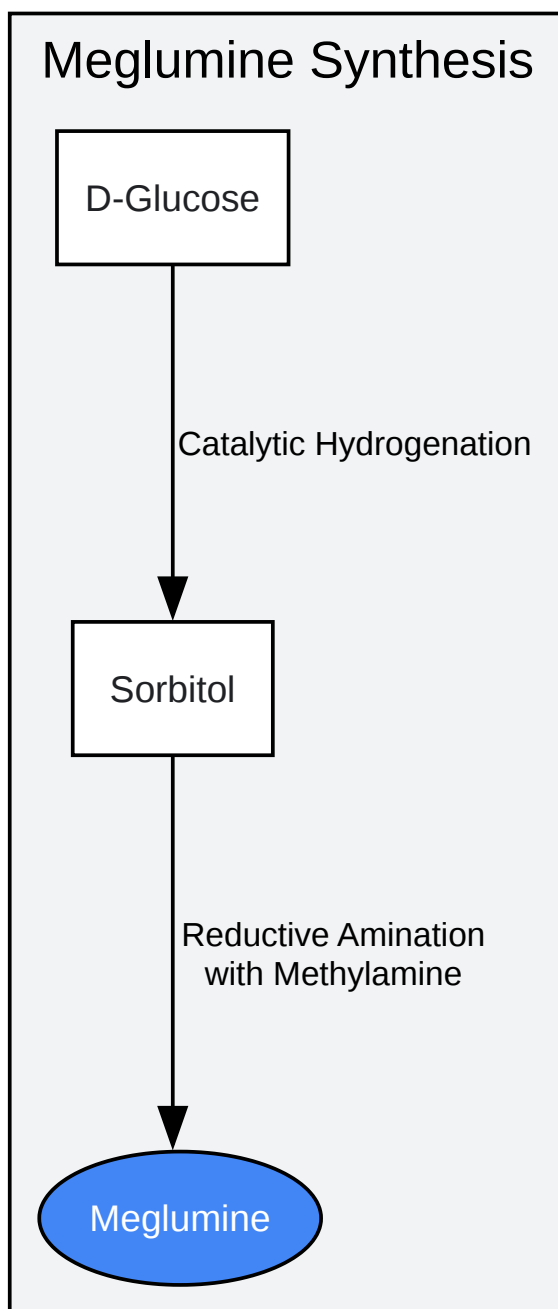 Meglumine Synthesis
D-Glucose
Catalytic Hydrogenation
Sorbitol
Reductive Amination
with Methylamine
Meglumine